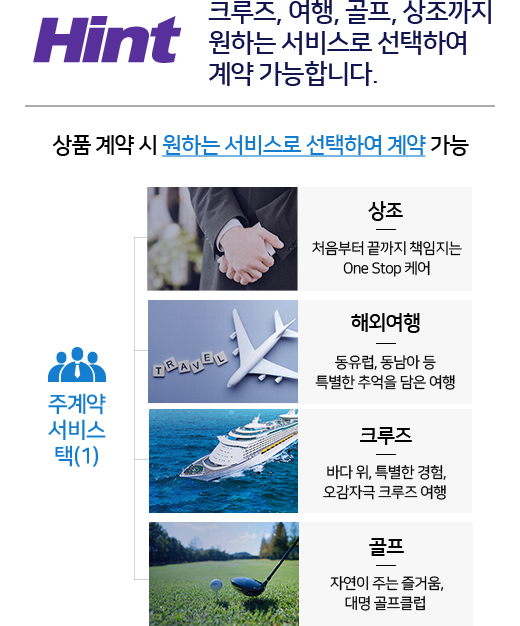 Hint
크루즈, 여행, 골프, 상조까지
원하는 서비스로 선택하여
계약 가능합니다.
상품 계약 시 원하는 서비스로 선택하여 계약 가능
주계약
서비스
택(1)
상조
처음부터 끝까지 책임지는
One Stop 케어
TRAVEL
해외여행
동유럽, 동남아 등
특별한 추억을 담은 여행
크루즈
바다 위, 특별한 경험,
오감자극 크루즈 여행
골프
자연이 주는 즐거움,
대명 골프클럽